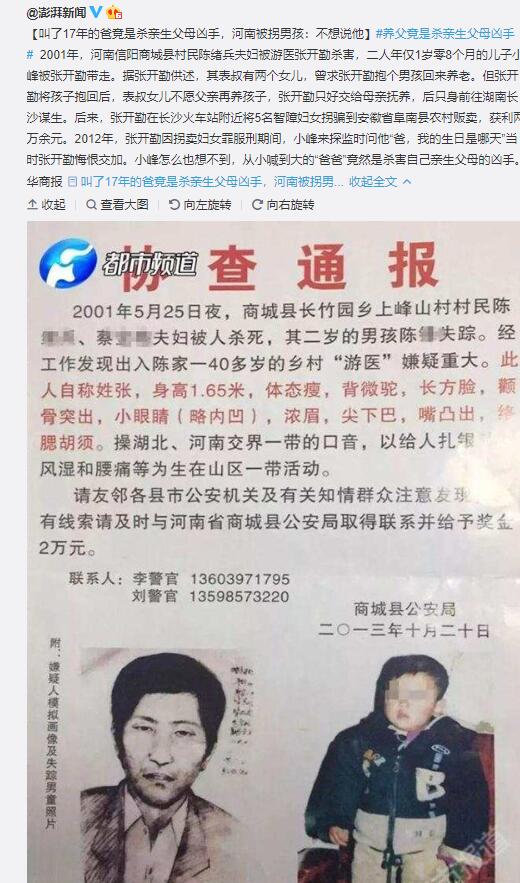 @澎湃新闻
【叫了17年的爸竟是杀亲生父母凶手，河南被拐男孩：不想说他】#养父竟是杀亲生父母的凶手
# 2001年，河南信阳商城县村民陈绪兵夫妇被游医张开勤杀害，二人年仅1岁零8个月的儿子小
峰被张开勤带走。据张开勤供述，其表叔有两个女儿，曾求张开勤抱个男孩回来养老。但张开
勤将孩子抱回后，表叔女儿不愿父亲再养孩子，张开勤只好交给母亲抚养，后只身前往湖南长
沙谋生。后来，张开勤在长沙火车站附近将5名智障妇女拐骗到安徽省阜南县农村贩卖，获利两
万余元。2012年，张开勤因拐卖妇女罪服刑期间，小峰来探监时问他“爸，我的生日是哪天”当
时张开勤悔恨交加。小峰怎么也想不到，从小喊到大的“爸爸”竟然是杀害自己亲生父母的凶手。
华商报 叫了17年的爸竟是杀亲生父母凶手，河南被拐男... 收起全文
收起 查看大图 向左旋转 向右旋转
都市频道
协查通报
2001年5月25日夜，商城县长竹园乡上峰山村村民陈
、蔡 夫妇被人杀死，其二岁的男孩陈 失踪。经
工作发现出入陈家一40多岁的乡村“游医”嫌疑重大。此
人自称姓张，身高1.65米，体态瘦，背微驼，长方脸，颧
骨突出，小眼睛（略内凹），浓眉，尖下巴，嘴凸出，络
腮胡须。操湖北、河南交界一带的口音，以给人扎银
风湿和腰痛等为生在山区一带活动。
请友邻各县市公安机关及有关知情群众注意发现
有线索请及时与河南省商城县公安局取得联系并给予奖金
2万元。
联系人：李警官 13603971795
刘警官 13598573220
商城县公安局
二〇一三年十月二十日
附：嫌疑人模拟画像及失踪男童照片
B